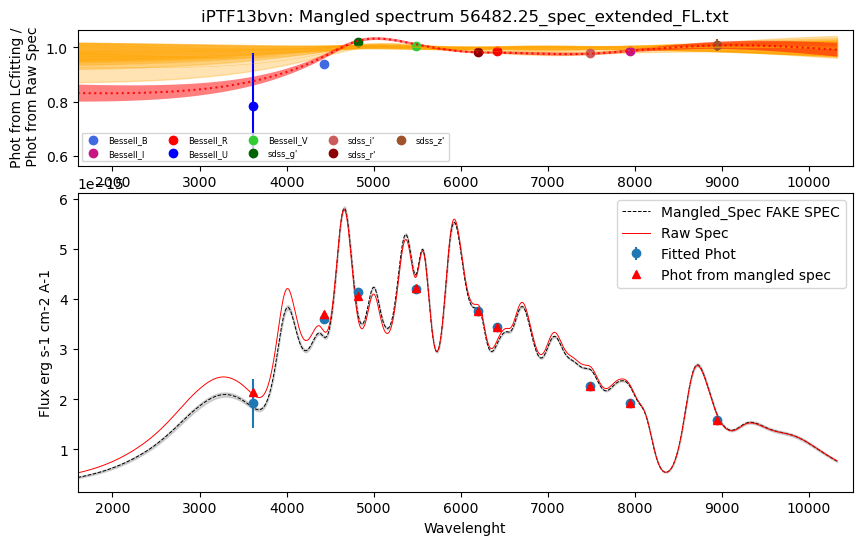 iPTF13bvn: Mangled spectrum 56482.25_spec_extended_FL.txt
Phot from LCfitting /
Phot from Raw Spec
1.0
0.8
0.6
Bessell_B
Bessell_R
Bessell_V
sdss_i'
sdss_z'
Bessell_I
Bessell_U
sdss_g'
sdss_r'
2000 3000 4000 5000 6000 7000 8000 9000 10000
1e−15
Mangled_Spec FAKE SPEC
Raw Spec
Fitted Phot
Phot from mangled spec
Flux erg s-1 cm-2 A-1
6
5
4
3
2
1
2000 3000 4000 5000 6000 7000 8000 9000 10000
Wavelenght